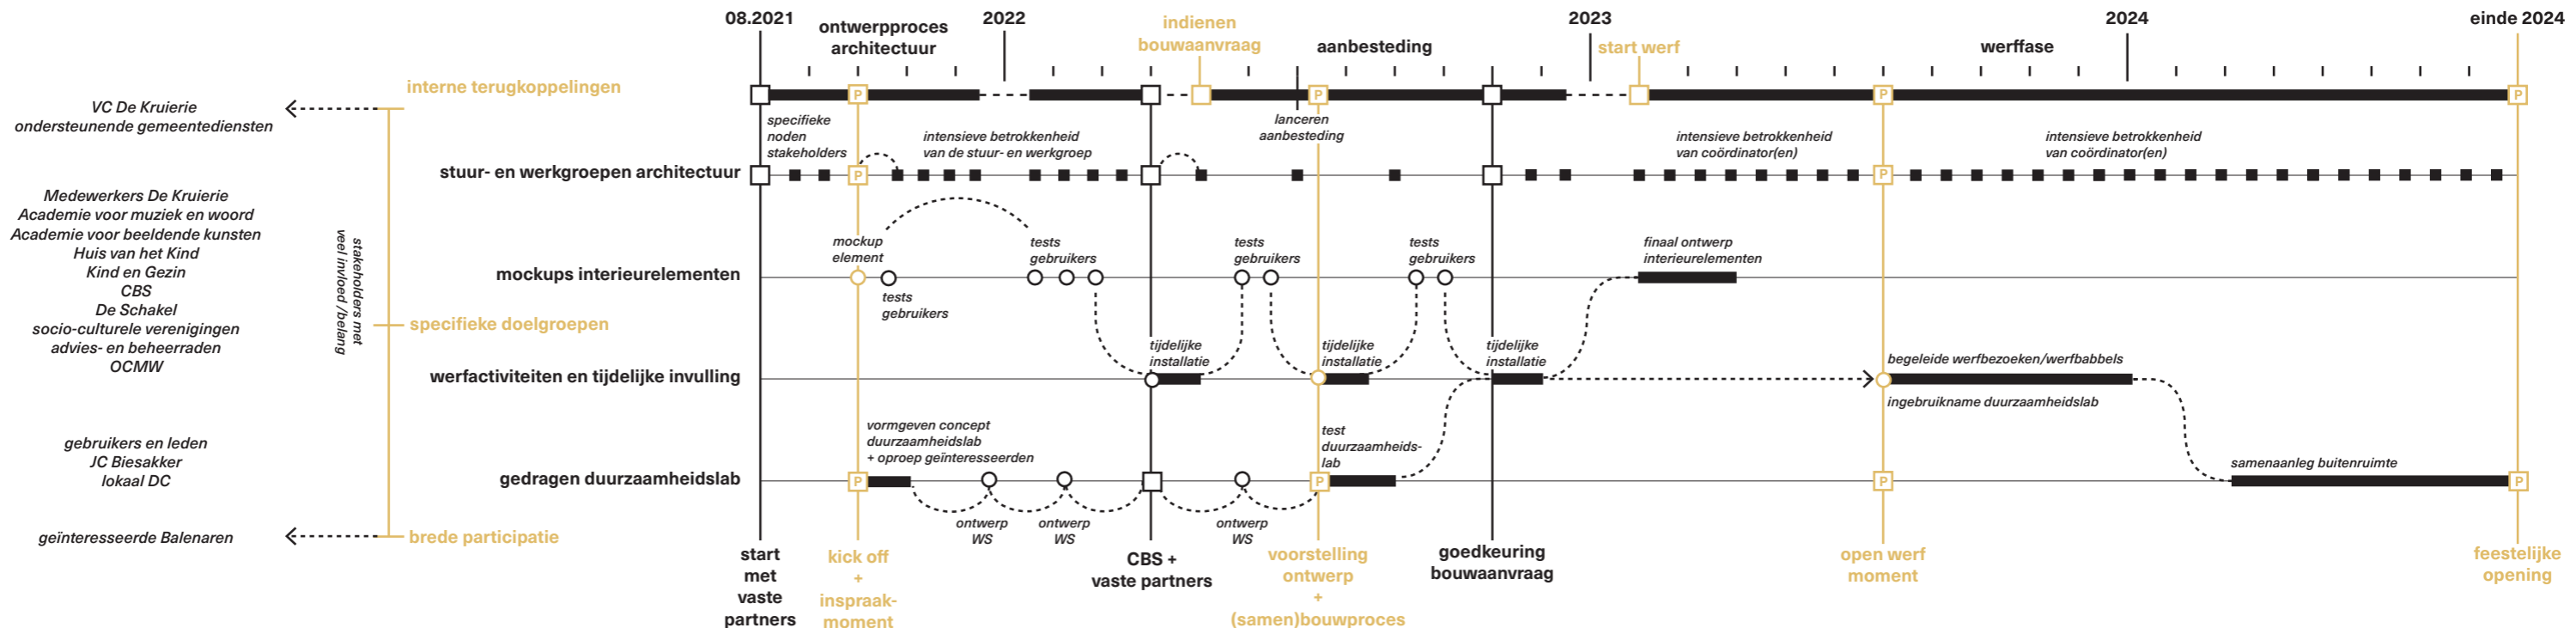 08.2021
2022
2023
2024
einde 2024
ontwerpproces
architectuur
indienen
bouwaanvraag
aanbesteding
start werf
werffase
interne terugkoppelingen
P
P
P
P
VC De Kruierie
ondersteunende gemeentediensten
specifieke
noden
stakeholders
intensieve betrokkenheid
van de stuur- en werkgroep
lanceren
aanbesteding
intensieve betrokkenheid
van coördinator(en)
intensieve betrokkenheid
van coördinator(en)
stuur- en werkgroepen architectuur
P
P
Medewerkers De Kruierie
Academie voor muziek en woord
Academie voor beeldende kunsten
Huis van het Kind
Kind en Gezin
CBS
De Schakel
socio-culturele verenigingen
advies- en beheerraden
OCMW
stakeholders met
veel invloed /belang
mockup
element
tests
gebruikers
tests
gebruikers
tests
gebruikers
finaal ontwerp
interieurelementen
mockups interieurelementen
tests
gebruikers
specifieke doelgroepen
tijdelijke
installatie
tijdelijke
installatie
tijdelijke
installatie
begeleide werfbezoeken/werfbabbels
werfactiviteiten en tijdelijke invulling
ingebruikname duurzaamheidslab
vormgeven concept
duurzaamheidslab
+ oproep geïnteresseerden
test
duurzaamheids-
lab
gebruikers en leden
JC Biesakker
lokaal DC
samenaanleg buitenruimte
gedragen duurzaamheidslab
P
P
P
P
ontwerp
WS
ontwerp
WS
ontwerp
WS
geïnteresseerde Balenaren
brede participatie
start
met
vaste
partners
kick off
+
inspraak-
moment
CBS +
vaste partners
voorstelling
ontwerp
+
(samen)bouwproces
goedkeuring
bouwaanvraag
open werf
moment
feestelijke
opening